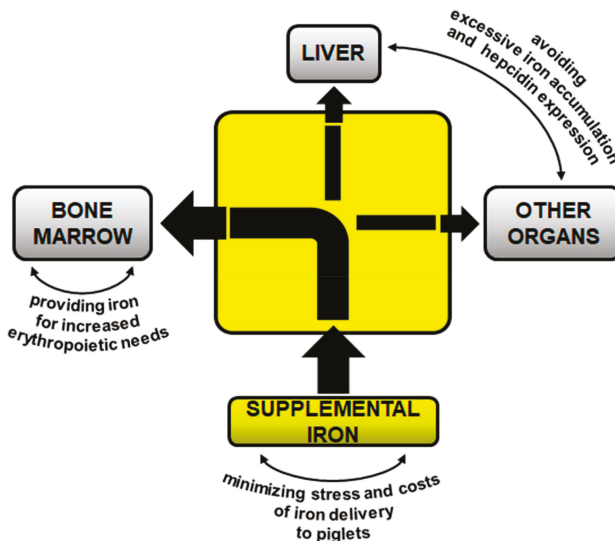 LIVER
avoiding
excessive iron accumulation
and hepcidin expression
BONE
MARROW
OTHER
ORGANS
providing iron
for increased
erythropoietic needs
SUPPLEMENTAL
IRON
minimizing stress and costs
of iron delivery
to piglets